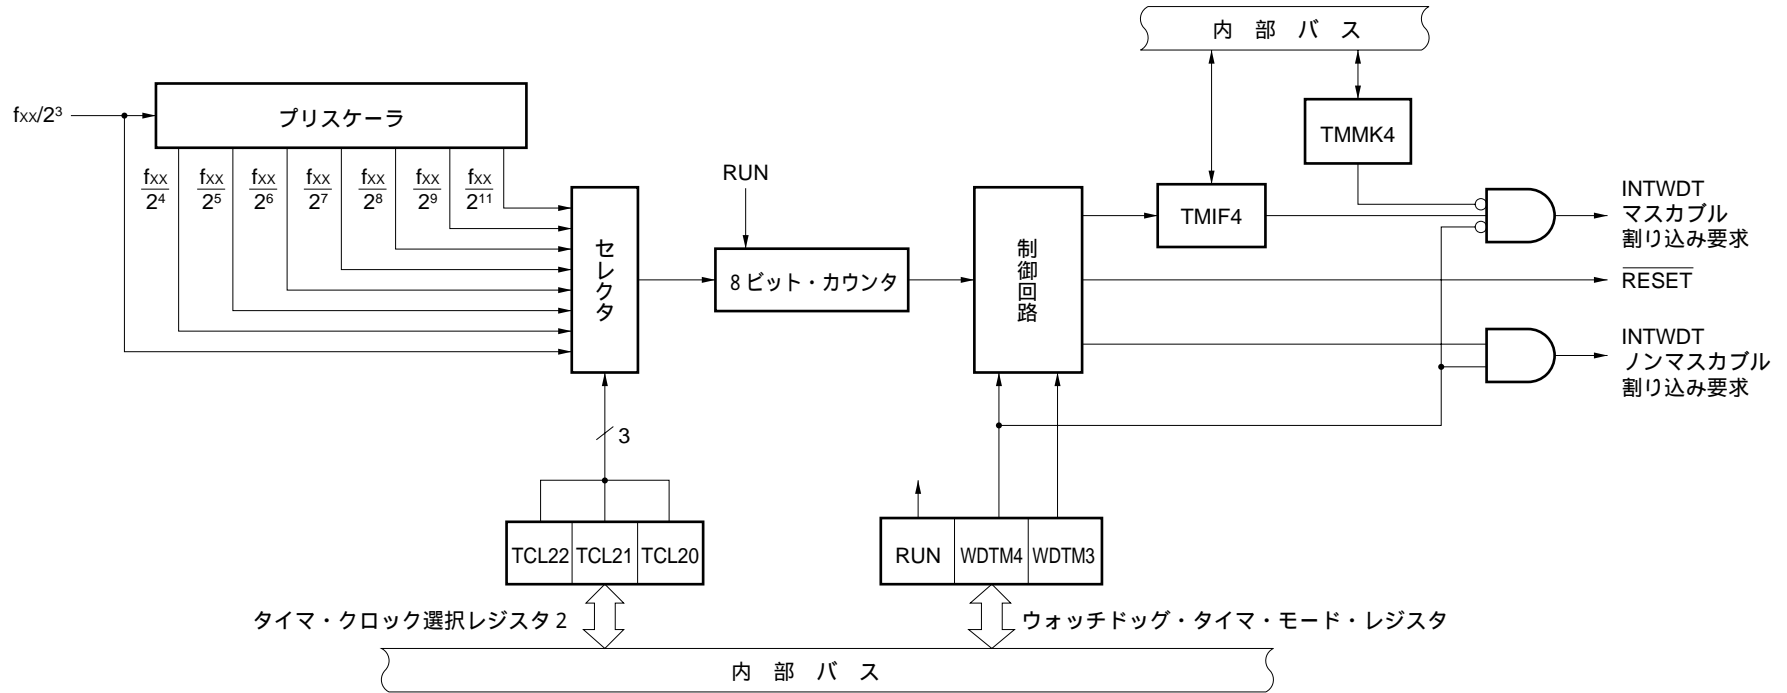 内 部 バ ス
fxx/2³
プリスケーラ
TMMK4
fxx/2⁴
fxx/2⁵
fxx/2⁶
fxx/2⁷
fxx/2⁸
fxx/2⁹
fxx/2¹¹
RUN
セレクタ
8ビット・カウンタ
制御回路
TMIF4
INTWDT
マスカブル
割り込み要求
RESET
INTWDT
ノンマスカブル
割り込み要求
3
TCL22 TCL21 TCL20
RUN WDTM4 WDTM3
タイマ・クロック選択レジスタ2
ウォッチドッグ・タイマ・モード・レジスタ
内 部 バ ス